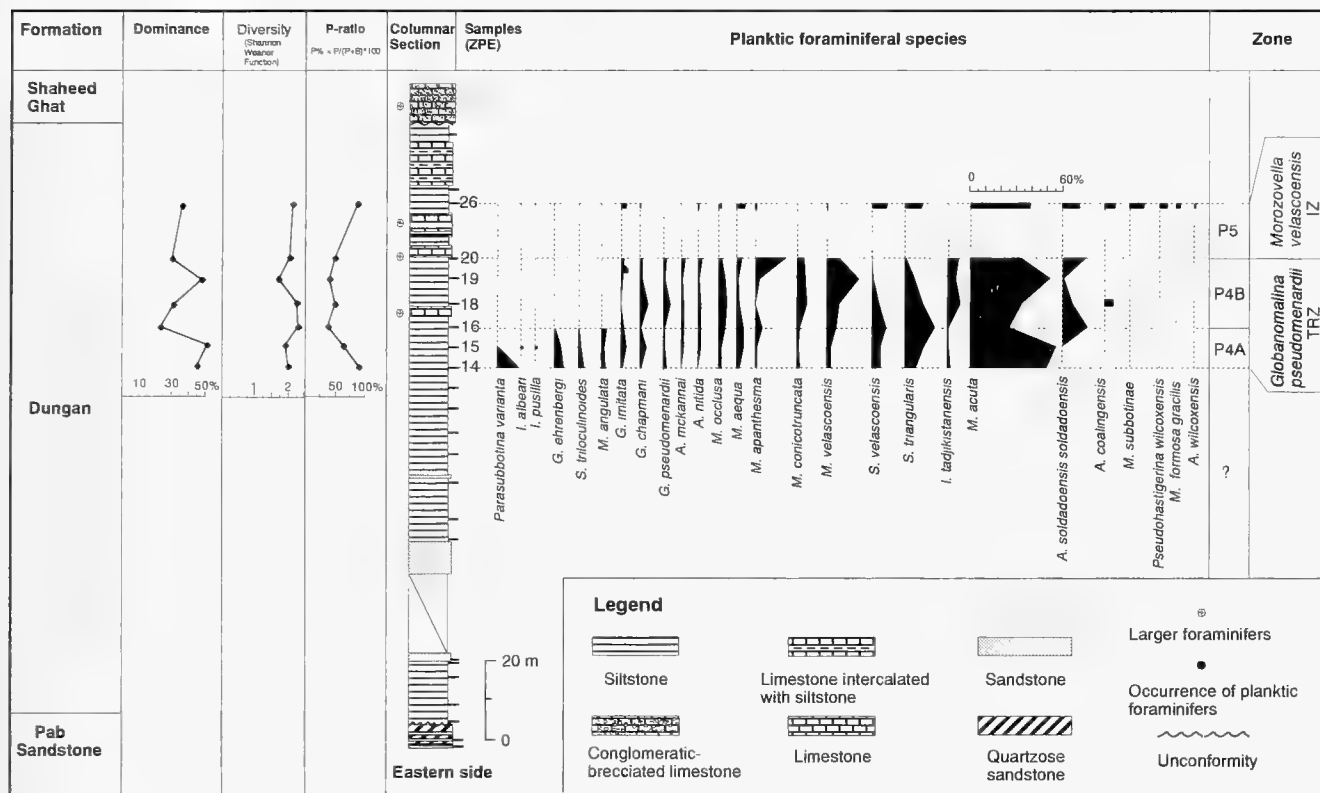 Formation
Dominance
Diversity
(Shannon
Weaner
Function)
P-ratio
P% = P/(P+B)*100
Columnar
Section
Samples
(ZPE)
Planktic foraminiferal species
Zone
Shaheed
Ghat
Dungan
Pab
Sandstone
10 30 50%
1 2
50 100%
0 60%
26
20
19
18
16
15
14
Parasubbotina varianta
I. albeari
I. pusilla
G. ehrenbergi
S. triloculinoides
M. angulata
G. imitata
G. chapmani
G. pseudomenardii
A. mckannai
A. nitida
M. occlusa
M. aequa
M. apanthesma
M. conicotruncata
M. velascoensis
S. velascoensis
S. triangularis
I. tadjikistanensis
M. acuta
A. soldadoensis soldadoensis
A. coalingensis
M. subbotinae
Pseudohastigerina wilcoxensis
M. formosa gracilis
A. wilcoxensis
P5
P4B
P4A
?
Morozovella
velascoensis
IZ
Globanomalina
pseudomenardii
TRZ
20 m
0
Eastern side
Legend
Siltstone
Limestone intercalated
with siltstone
Sandstone
Larger foraminifers
Occurrence of planktic
foraminifers
Conglomeratic-
brecciated limestone
Limestone
Quartzose
sandstone
Unconformity